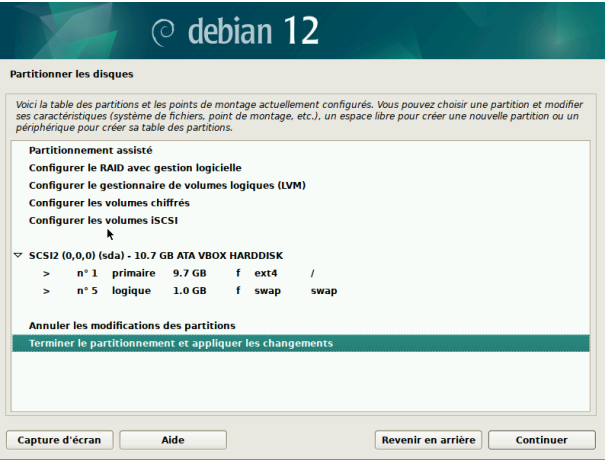 debian 12
Partitionner les disques
Voici la table des partitions et les points de montage actuellement configurés. Vous pouvez choisir une partition et modifier
ses caractéristiques (système de fichiers, point de montage, etc.), un espace libre pour créer une nouvelle partition ou un
périphérique pour créer sa table des partitions.
Partitionnement assisté
Configurer le RAID avec gestion logicielle
Configurer le gestionnaire de volumes logiques (LVM)
Configurer les volumes chiffrés
Configurer les volumes iSCSI
SCSI2 (0,0,0) (sda) - 10.7 GB ATA VBOX HARDDISK
> n° 1 primaire 9.7 GB f ext4 /
> n° 5 logique 1.0 GB f swap swap
Annuler les modifications des partitions
Terminer le partitionnement et appliquer les changements
Capture d'écran Aide Revenir en arrière Continuer